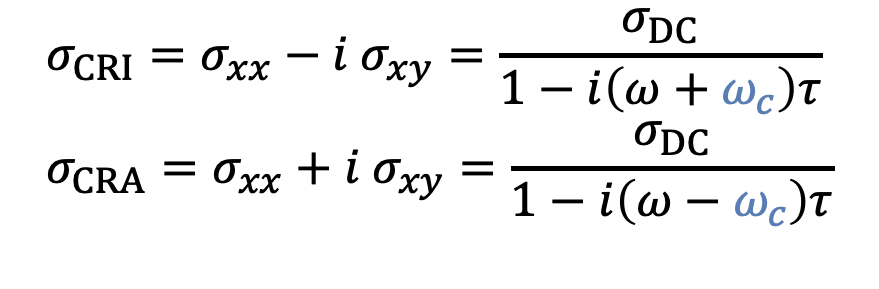 σ_CRI = σ_xx − i σ_xy = σ_DC / (1 − i(ω + ω_c)τ)
σ_CRA = σ_xx + i σ_xy = σ_DC / (1 − i(ω − ω_c)τ)